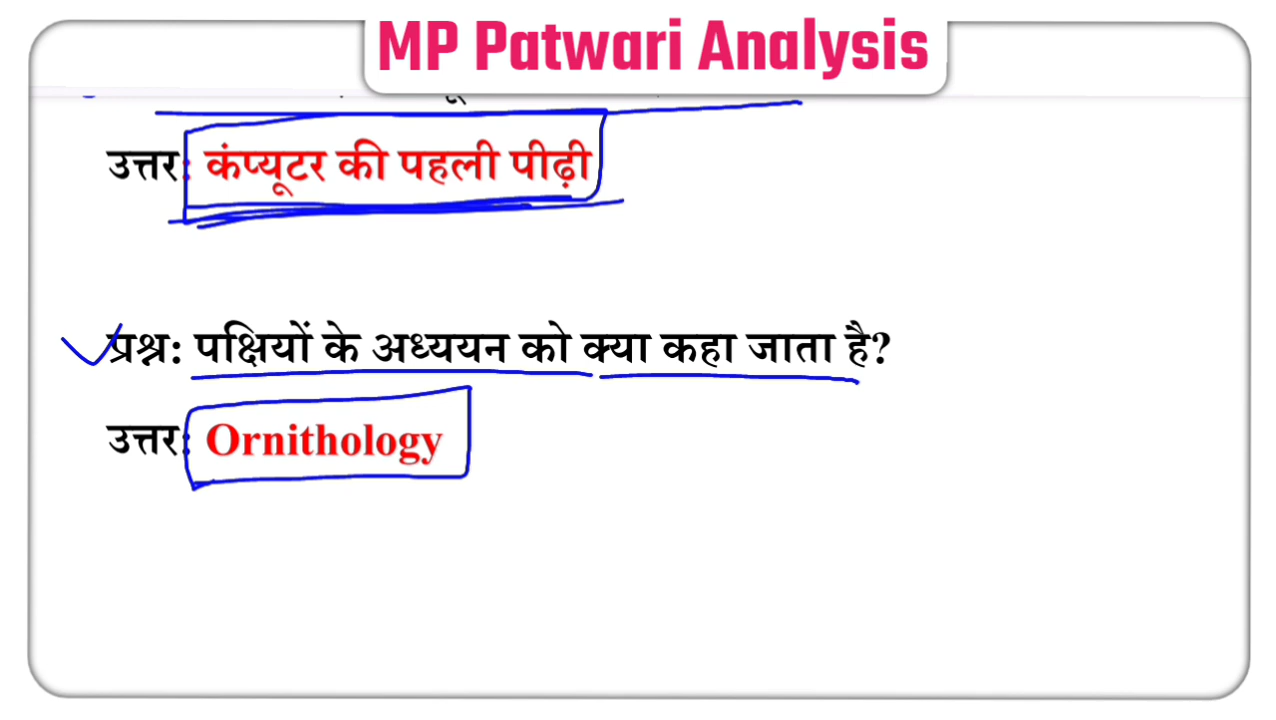 MP Patwari Analysis
उत्तर: कंप्यूटर की पहली पीढ़ी
प्रश्न: पक्षियों के अध्ययन को क्या कहा जाता है?
उत्तर: Ornithology